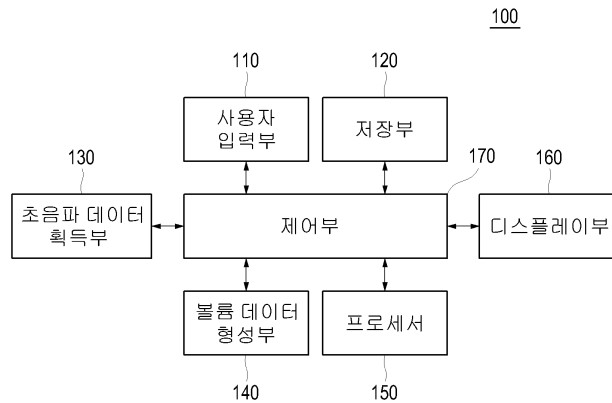 100
110
120
사용자
입력부
저장부
130
170
160
초음파 데이터
획득부
제어부
디스플레이부
볼륨 데이터
형성부
프로세서
140
150